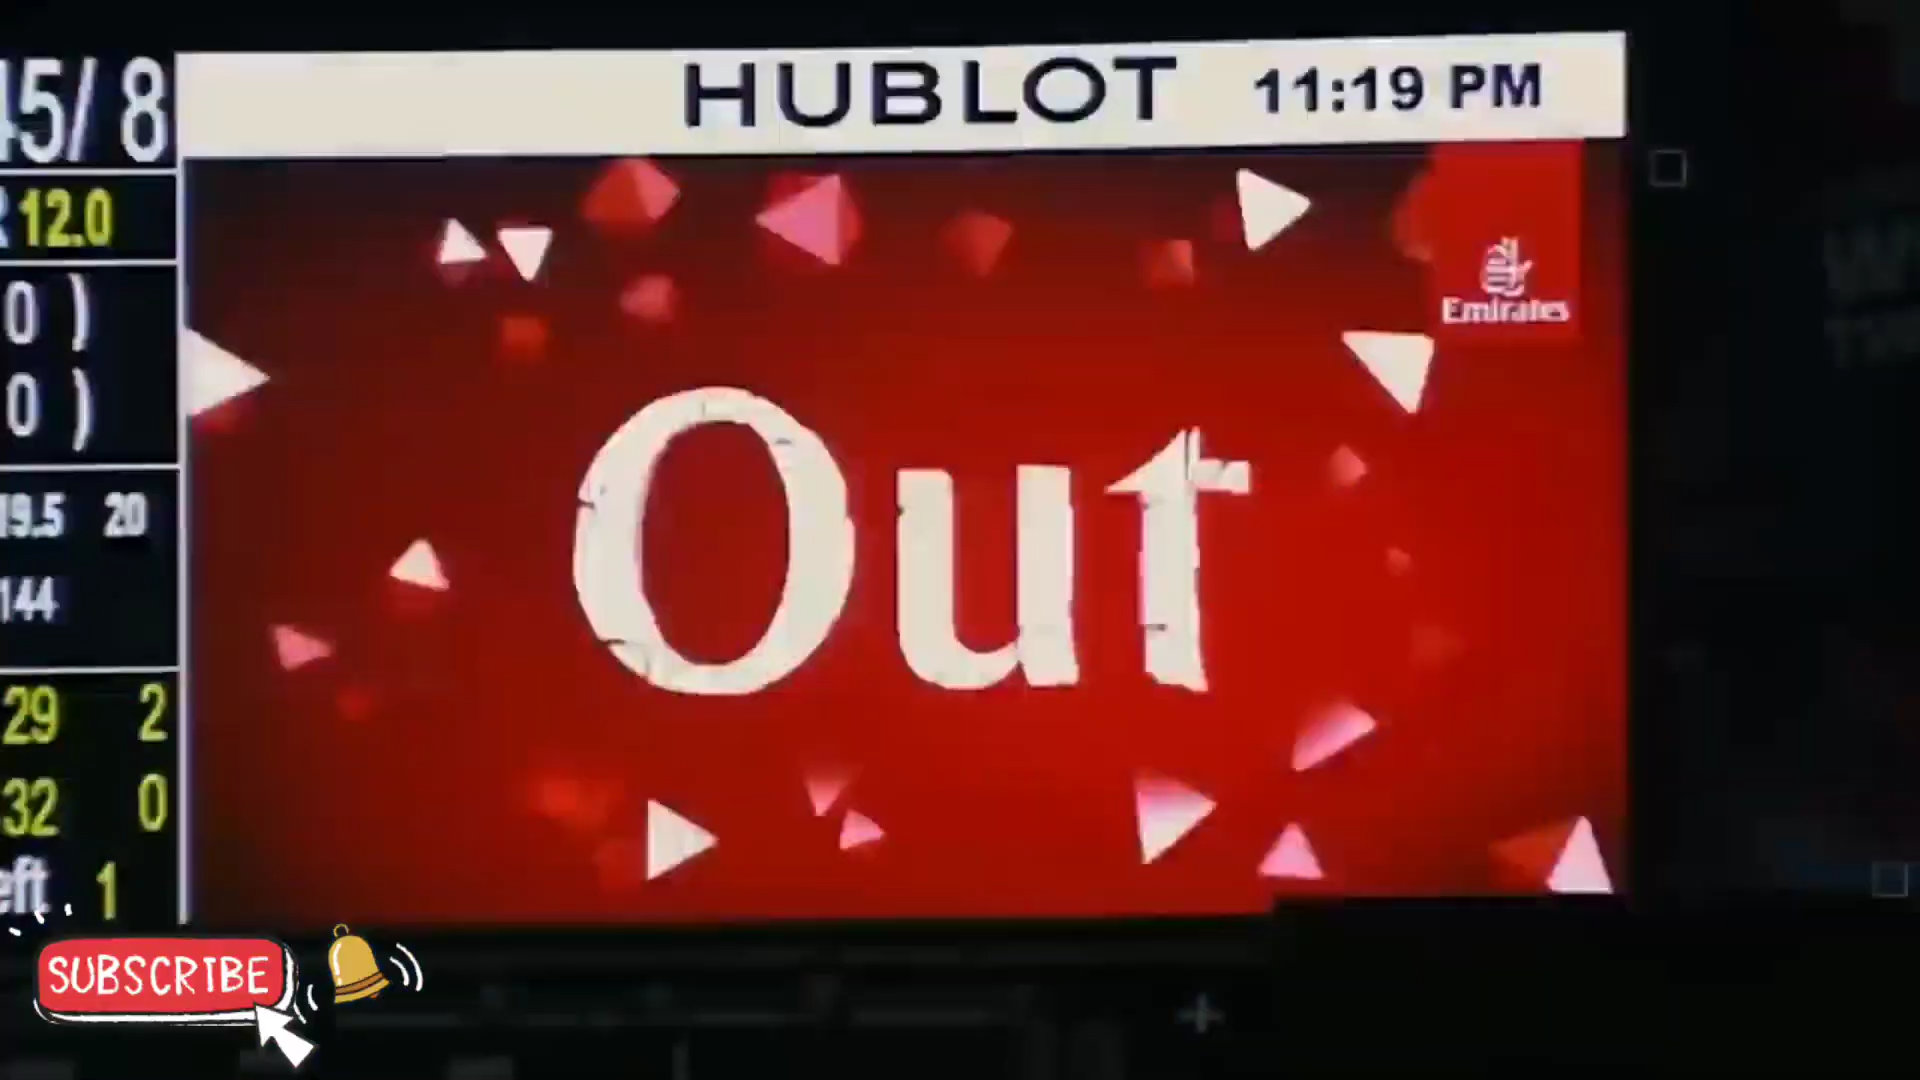 45/ 8
HUBLOT 11:19 PM
12.0
0 )
0 )
Emirates
19.5 20
144
Out
29 2
32 0
eft 1
SUBSCRIBE